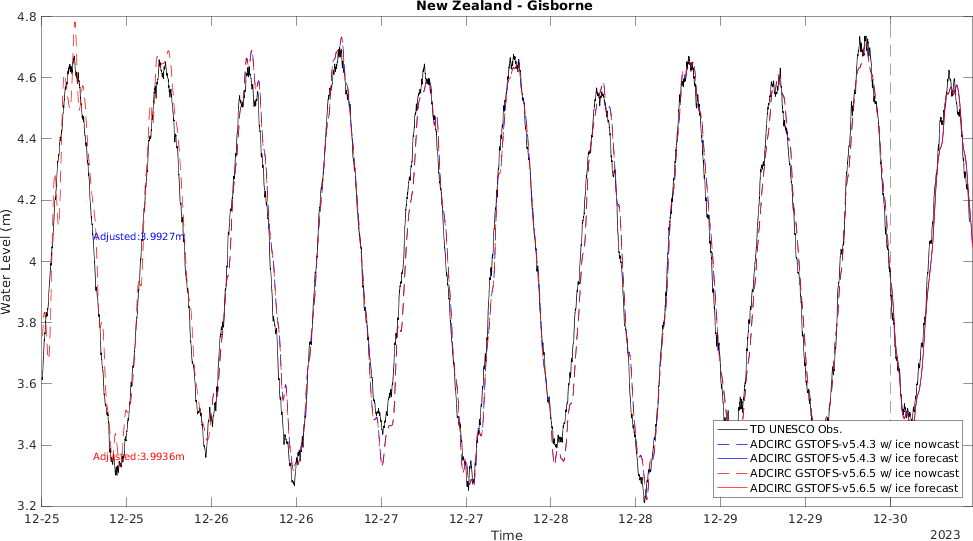 New Zealand - Gisborne
4.8
4.6
4.4
4.2
4
3.8
3.6
3.4
3.2
Water Level (m)
Adjusted:3.9927m
Adjusted:3.9936m
TD UNESCO Obs.
ADCIRC GSTOFS-v5.4.3 w/ ice nowcast
ADCIRC GSTOFS-v5.4.3 w/ ice forecast
ADCIRC GSTOFS-v5.6.5 w/ ice nowcast
ADCIRC GSTOFS-v5.6.5 w/ ice forecast
12-25 12-25 12-26 12-26 12-27 12-27 12-28 12-28 12-29 12-29 12-30
Time
2023